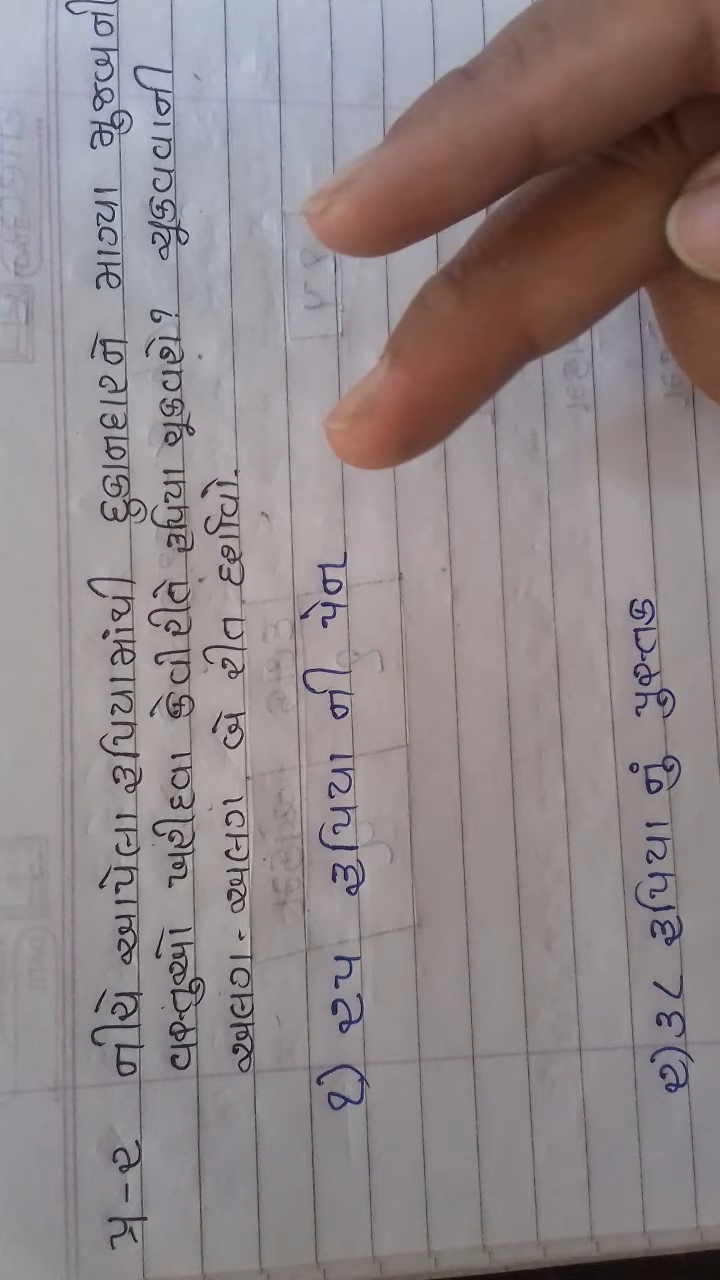 પ્ર-૨ નીચે આપેલા રૂપિયામાંથી દુકાનદારને માગ્યા મુજબની
વસ્તુઓ ખરીદવા કેવીરીતે રૂપિયા ચૂકવશે? ચૂકવવાની
અલગ-અલગ બે રીત દર્શાવો.
૧) ૨૫ રૂપિયા ની પેન
૨) ૩૮ રૂપિયા નું પુસ્તક